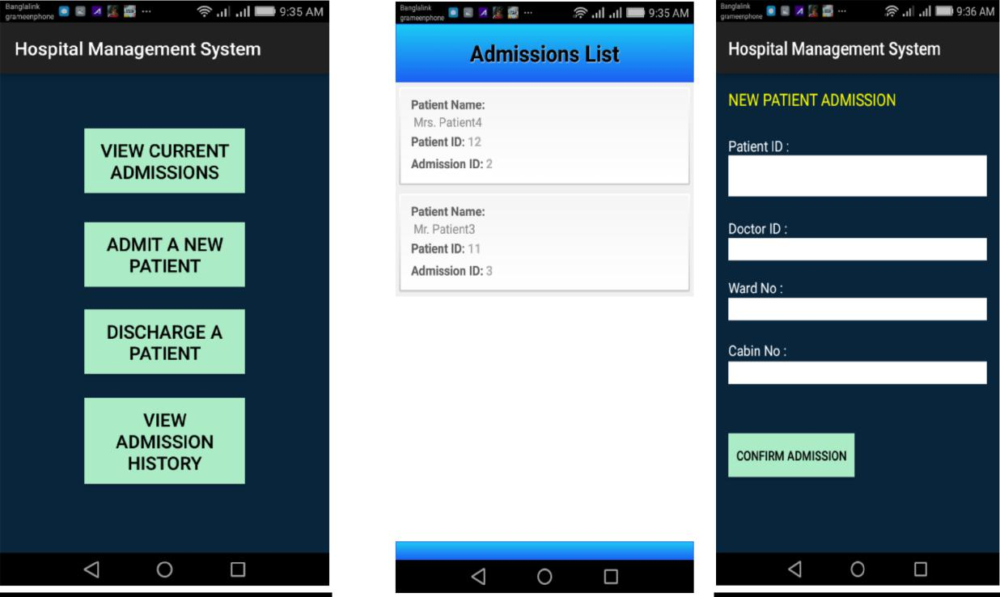 Banglalink
grameenphone
9:35 AM
Hospital Management System
VIEW CURRENT
ADMISSIONS
ADMIT A NEW
PATIENT
DISCHARGE A
PATIENT
VIEW
ADMISSION
HISTORY
Banglalink
grameenphone
9:35 AM
Admissions List
Patient Name:
Mrs. Patient4
Patient ID: 12
Admission ID: 2
Patient Name:
Mr. Patient3
Patient ID: 11
Admission ID: 3
Banglalink
grameenphone
9:36 AM
Hospital Management System
NEW PATIENT ADMISSION
Patient ID :
Doctor ID :
Ward No :
Cabin No :
CONFIRM ADMISSION